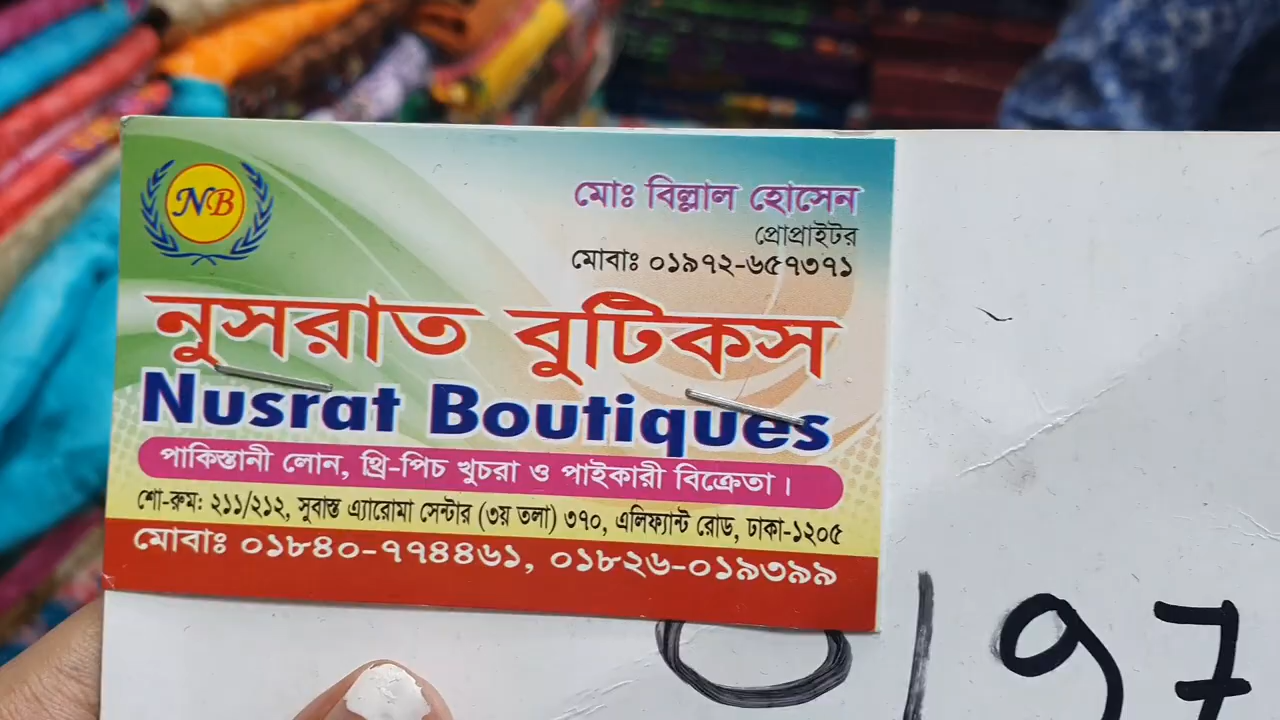 NB
মোঃ বিল্লাল হোসেন
প্রোপ্রাইটর
মোবাঃ ০১৯৭২-৬৫৭৩৭১
নুসরাত বুটিকস
Nusrat Boutiques
পাকিস্তানী লোন, থ্রি-পিচ খুচরা ও পাইকারী বিক্রেতা।
শো-রুম: ২১১/২১২, সুবাস্ত এ্যারোমা সেন্টার (৩য় তলা) ৩৭০, এলিফ্যান্ট রোড, ঢাকা-১২০৫
মোবাঃ ০১৮৪০-৭৭৪৪৬১, ০১৮২৬-০১৯৩৯৯
0197